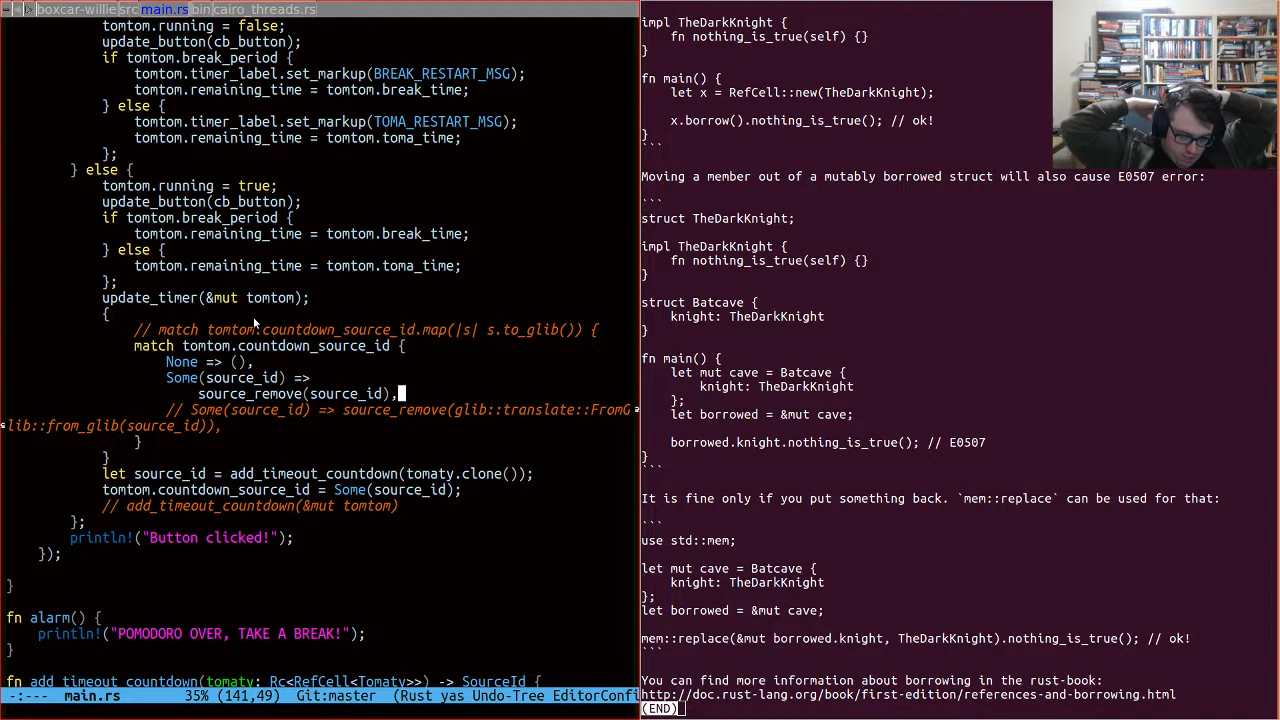 boxcar-willie src main.rs bin cairo_threads.rs
tomtom.running = false;
update_button(cb_button);
if tomtom.break_period {
tomtom.timer_label.set_markup(BREAK_RESTART_MSG);
tomtom.remaining_time = tomtom.break_time;
} else {
tomtom.timer_label.set_markup(TOMA_RESTART_MSG);
tomtom.remaining_time = tomtom.toma_time;
};
} else {
tomtom.running = true;
update_button(cb_button);
if tomtom.break_period {
tomtom.remaining_time = tomtom.break_time;
} else {
tomtom.remaining_time = tomtom.toma_time;
};
update_timer(&mut tomtom);
{
// match tomtom.countdown_source_id.map(|s| s.to_glib()) {
match tomtom.countdown_source_id {
None => (),
Some(source_id) =>
source_remove(source_id),
// Some(source_id) => source_remove(glib::translate::FromG
lib::from_glib(source_id)),
}
}
let source_id = add_timeout_countdown(tomaty.clone());
tomtom.countdown_source_id = Some(source_id);
// add_timeout_countdown(&mut tomtom)
};
println!("Button clicked!");
});
}
fn alarm() {
println!("POMODORO OVER, TAKE A BREAK!");
}
fn add_timeout_countdown(tomaty: Rc<RefCell<Tomaty>>) -> SourceId {
-:--- main.rs 35% (141,49) Git:master (Rust yas Undo-Tree EditorConfi
impl TheDarkKnight {
fn nothing_is_true(self) {}
}
fn main() {
let x = RefCell::new(TheDarkKnight);
x.borrow().nothing_is_true(); // ok!
}
```
Moving a member out of a mutably borrowed struct will also cause E0507 error:
```
struct TheDarkKnight;
impl TheDarkKnight {
fn nothing_is_true(self) {}
}
struct Batcave {
knight: TheDarkKnight
}
fn main() {
let mut cave = Batcave {
knight: TheDarkKnight
};
let borrowed = &mut cave;
borrowed.knight.nothing_is_true(); // E0507
}
```
It is fine only if you put something back. `mem::replace` can be used for that:
```
use std::mem;
let mut cave = Batcave {
knight: TheDarkKnight
};
let borrowed = &mut cave;
mem::replace(&mut borrowed.knight, TheDarkKnight).nothing_is_true(); // ok!
```
You can find more information about borrowing in the rust-book:
http://doc.rust-lang.org/book/first-edition/references-and-borrowing.html
(END)